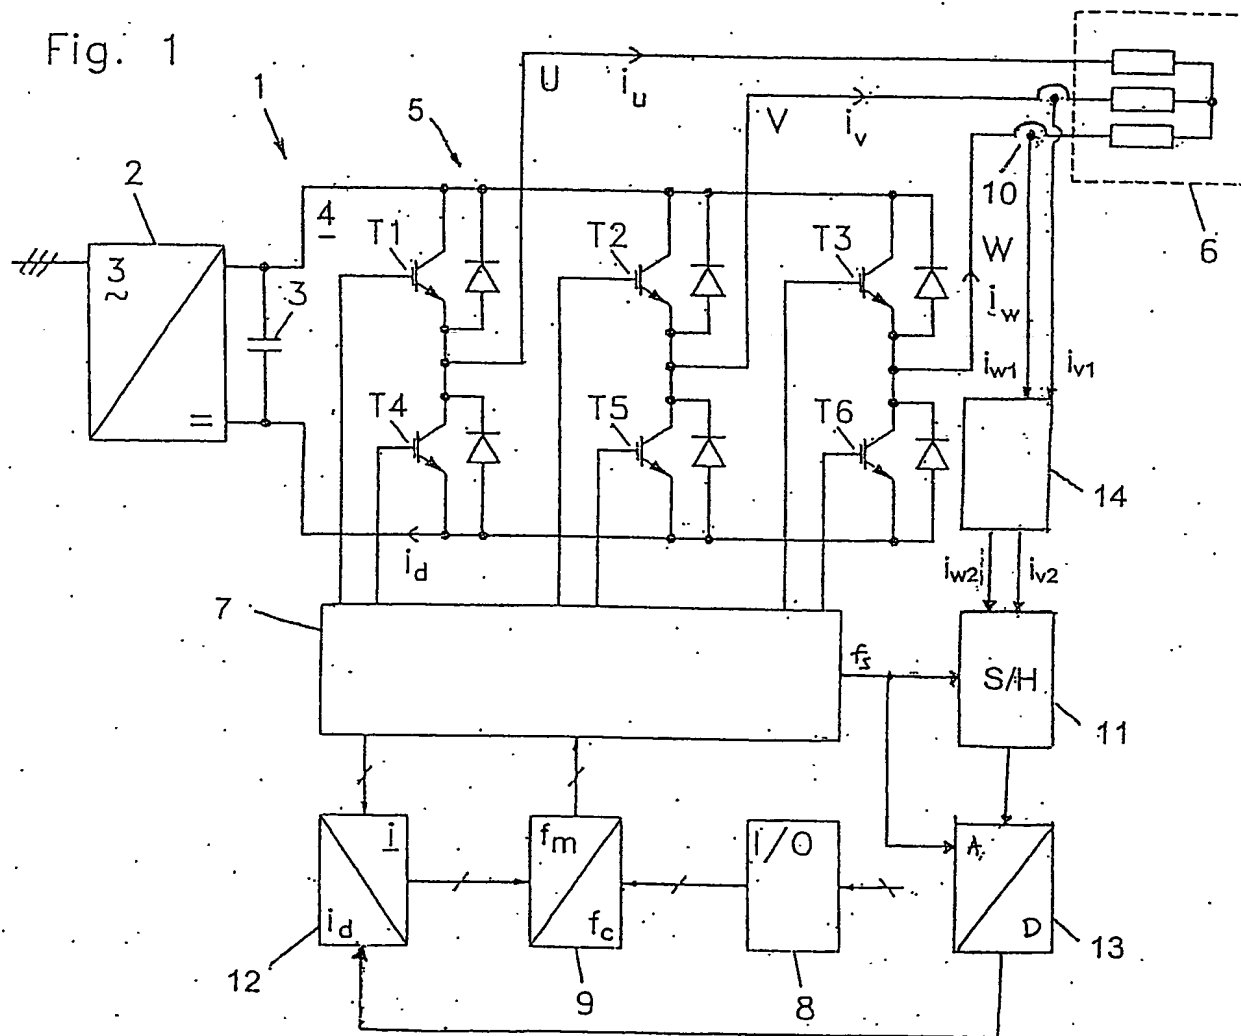 Fig. 1
1
5
U
i_u
V
i_v
10
6
2
4
T1
T2
T3
W
i_w
3
~
3
i_w1
i_v1
T4
T5
T6
=
14
i_d
i_w2
i_v2
7
f_s
S/H
11
i
i_d
f_m
f_c
I/O
A
D
12
9
8
13